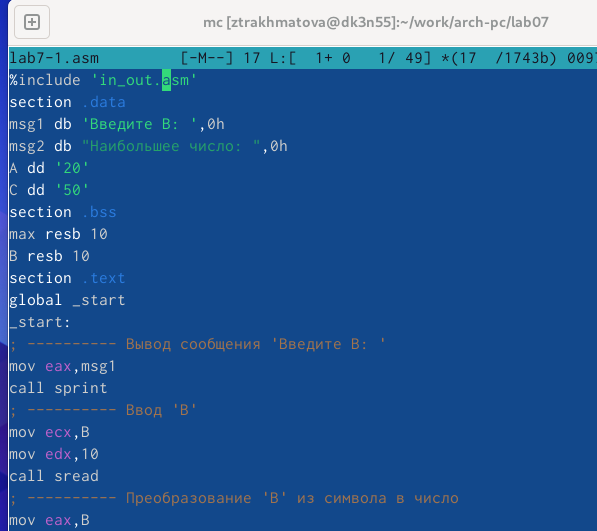 mc [ztrakhmatova@dk3n55]:~/work/arch-pc/lab07
lab7-1.asm [-M--] 17 L:[ 1+ 0 1/ 49] *(17 /1743b) 0097
%include 'in_out.asm'
section .data
msg1 db 'Введите B: ',0h
msg2 db "Наибольшее число: ",0h
A dd '20'
C dd '50'
section .bss
max resb 10
B resb 10
section .text
global _start
_start:
; ---------- Вывод сообщения 'Введите B: '
mov eax,msg1
call sprint
; ---------- Ввод 'B'
mov ecx,B
mov edx,10
call sread
; ---------- Преобразование 'B' из символа в число
mov eax,B